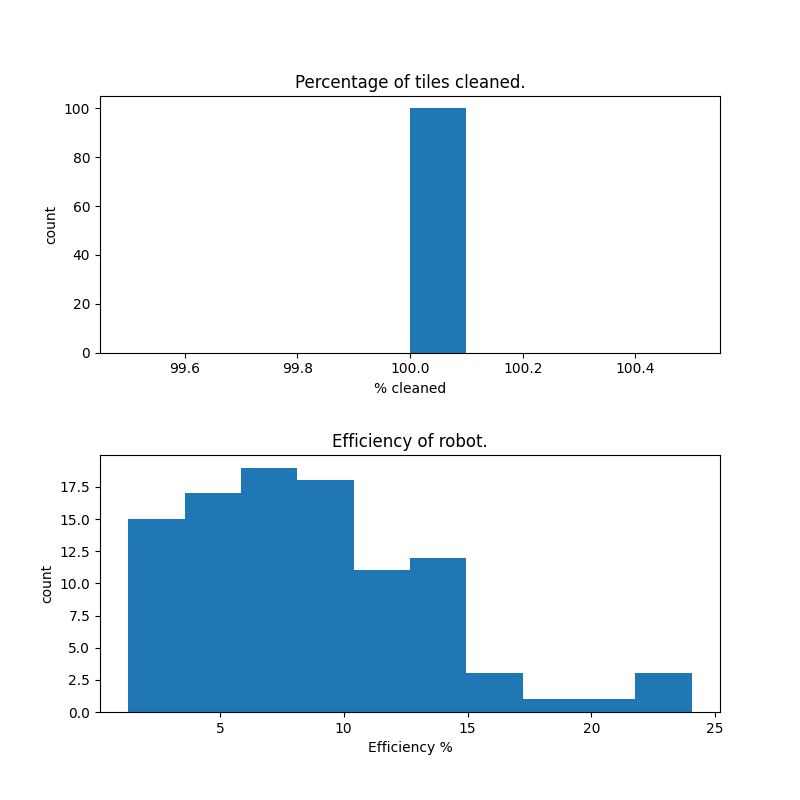 Percentage of tiles cleaned.
100
80
60
40
20
0
count
99.6 99.8 100.0 100.2 100.4
% cleaned
Efficiency of robot.
17.5
15.0
12.5
10.0
7.5
5.0
2.5
0.0
count
5 10 15 20 25
Efficiency %